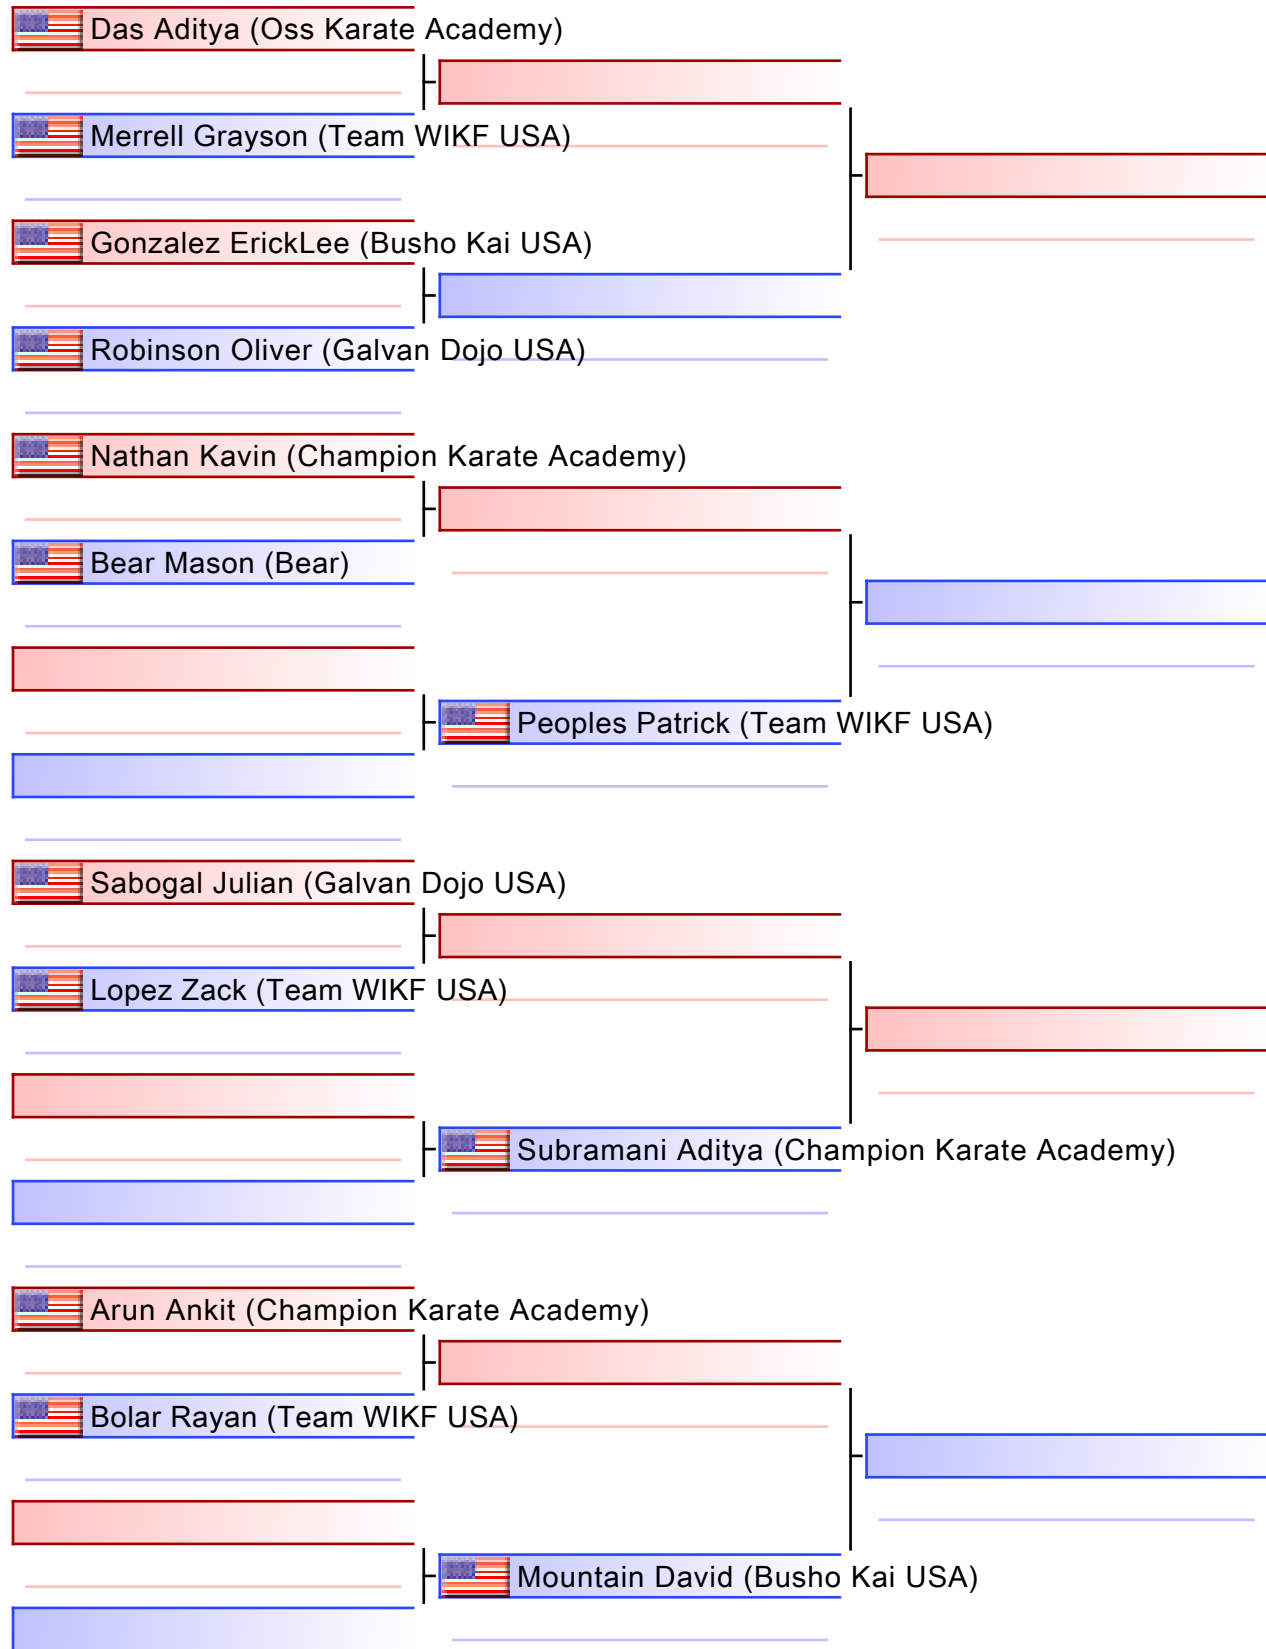 Das Aditya (Oss Karate Academy)
Merrell Grayson (Team WIKF USA)
Gonzalez ErickLee (Busho Kai USA)
Robinson Oliver (Galvan Dojo USA)
Nathan Kavin (Champion Karate Academy)
Bear Mason (Bear)
Peoples Patrick (Team WIKF USA)
Sabogal Julian (Galvan Dojo USA)
Lopez Zack (Team WIKF USA)
Subramani Aditya (Champion Karate Academy)
Arun Ankit (Champion Karate Academy)
Bolar Rayan (Team WIKF USA)
Mountain David (Busho Kai USA)